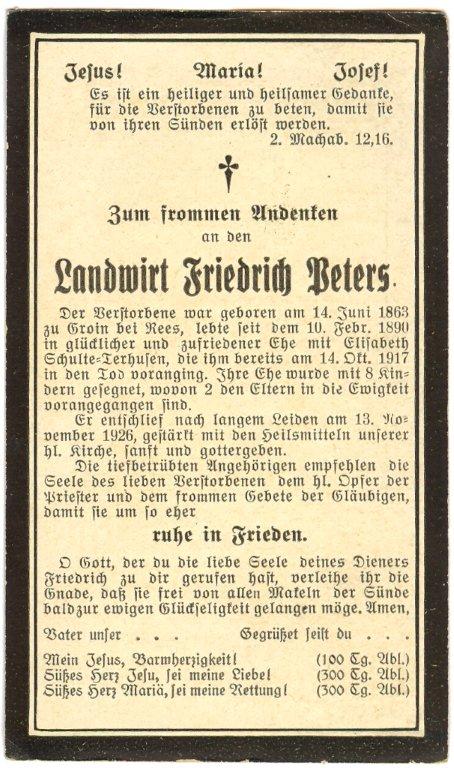 Jesus! Maria! Josef!
Es ist ein heiliger und heilsamer Gedanke,
für die Verstorbenen zu beten, damit sie
von ihren Sünden erlöst werden.
2. Machab. 12,16.
Zum frommen Andenken
an den
Landwirt Friedrich Peters.
Der Verstorbene war geboren am 14. Juni 1863
zu Groin bei Rees, lebte seit dem 10. Febr. 1890
in glücklicher und zufriedener Ehe mit Elisabeth
Schulte-Terhusen, die ihm bereits am 14. Okt. 1917
in den Tod voranging. Ihre Ehe wurde mit 8 Kin-
dern gesegnet, wovon 2 den Eltern in die Ewigkeit
vorangegangen sind.
Er entschlief nach langem Leiden am 13. No-
vember 1926, gestärkt mit den Heilsmitteln unserer
hl. Kirche, sanft und gottergeben.
Die tiefbetrübten Angehörigen empfehlen die
Seele des lieben Verstorbenen dem hl. Opfer der
Priester und dem frommen Gebete der Gläubigen,
damit sie um so eher
ruhe in Frieden.
O Gott, der du die liebe Seele deines Dieners
Friedrich zu dir gerufen hast, verleihe ihr die
Gnade, daß sie frei von allen Makeln der Sünde
bald zur ewigen Glückseligkeit gelangen möge. Amen,
Vater unser . . . Gegrüßet seist du . . .
Mein Jesus, Barmherzigkeit! (100 Tg. Abl.)
Süßes Herz Jesu, sei meine Liebe! (300 Tg. Abl.)
Süßes Herz Mariä, sei meine Rettung! (300 Tg. Abl.)